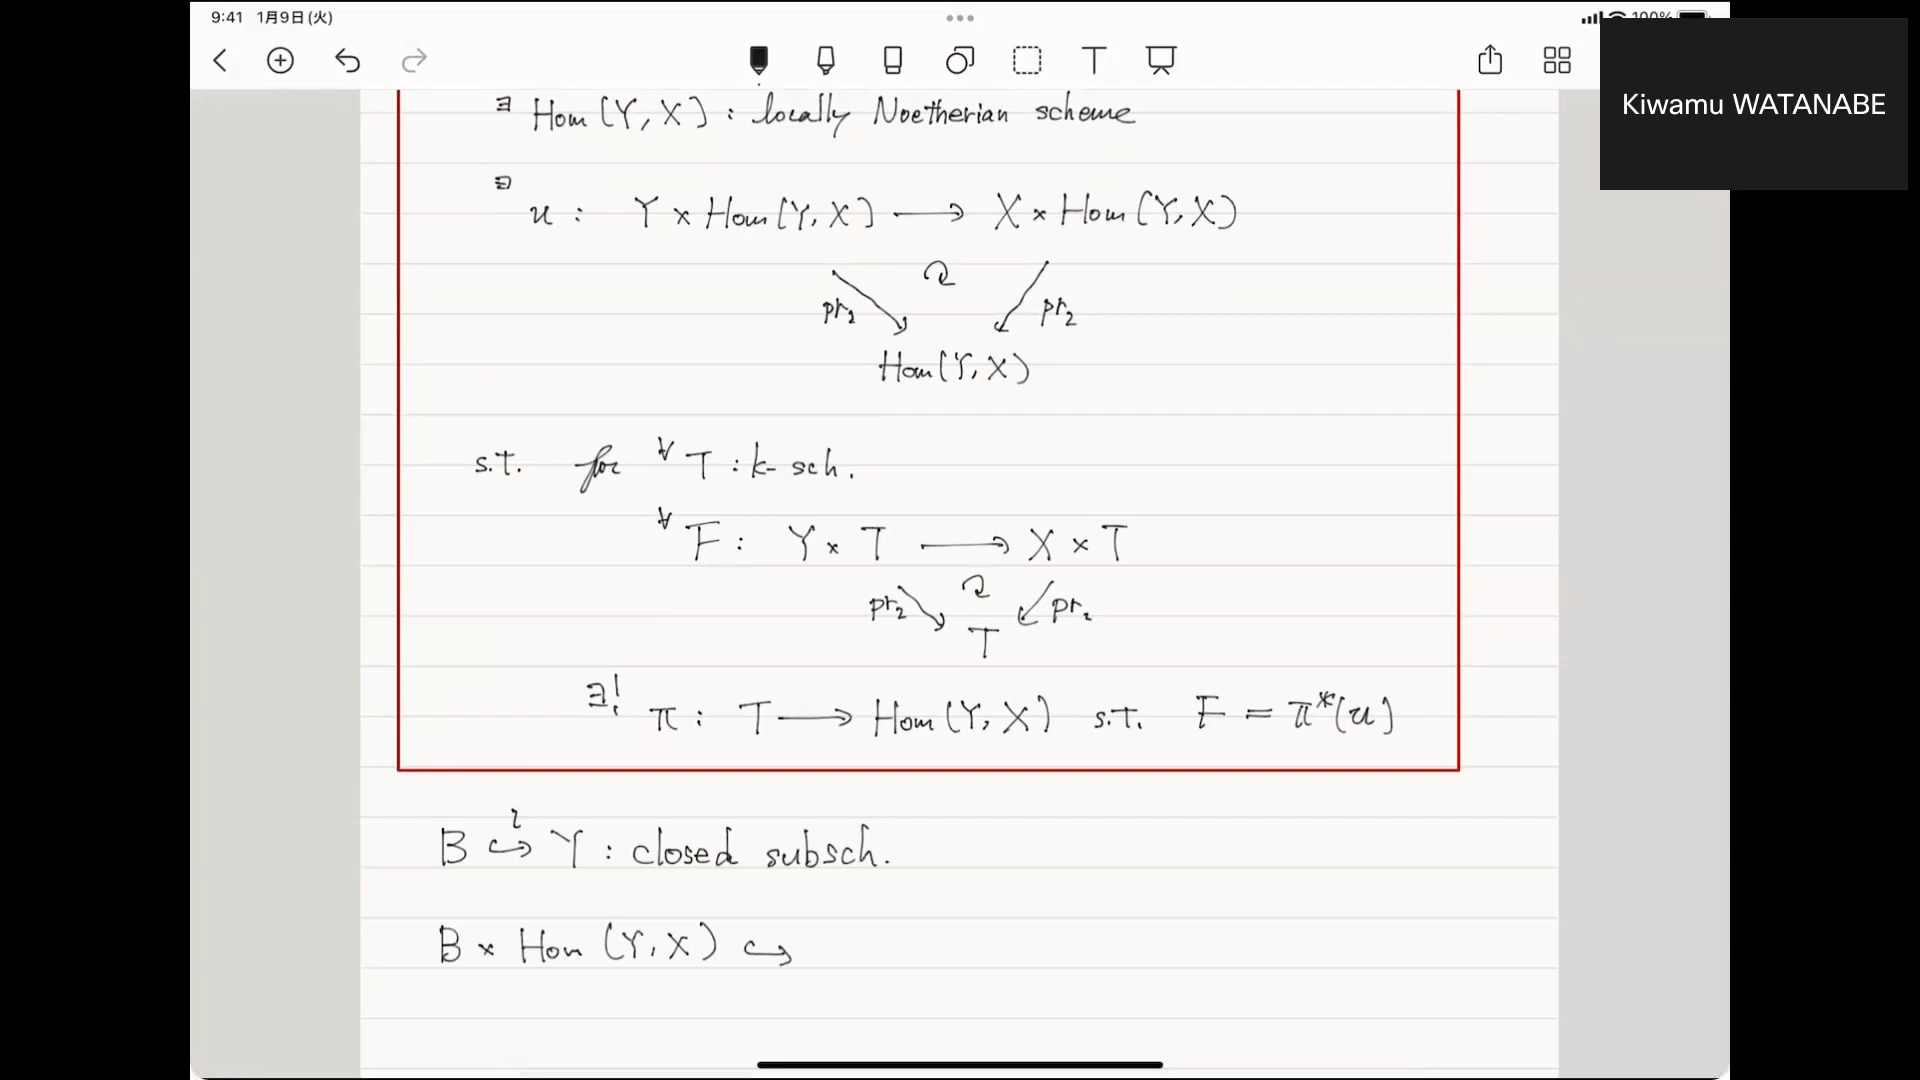 9:41 1月9日(火)
100%
Kiwamu WATANABE
∃ Hom(Y, X) : locally Noetherian scheme
∃ u : Y × Hom(Y, X) ⟶ X × Hom(Y, X)
pr₂ ↻ pr₂
Hom(Y, X)
s.t. for ∀ T : k-sch.
∀ F : Y × T ⟶ X × T
pr₂ ↻ pr₂
T
∃! π : T ⟶ Hom(Y, X) s.t. F = π*(u)
B ↪ Y : closed subsch.
B × Hom(Y, X) ↪